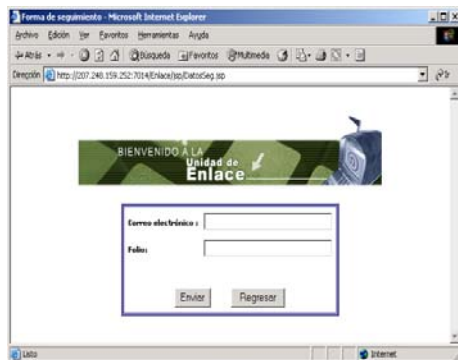 Forma de seguimiento - Microsoft Internet Explorer
Archivo Edición Ver Favoritos Herramientas Ayuda
Atrás Búsqueda Favoritos Multimedia
Dirección http://207.248.159.252:7014/Enlace/jsp/DatosSeg.jsp Ir
BIENVENIDO A LA
Unidad de
Enlace
Correo electrónico :
Folio:
Enviar Regresar
Listo Internet